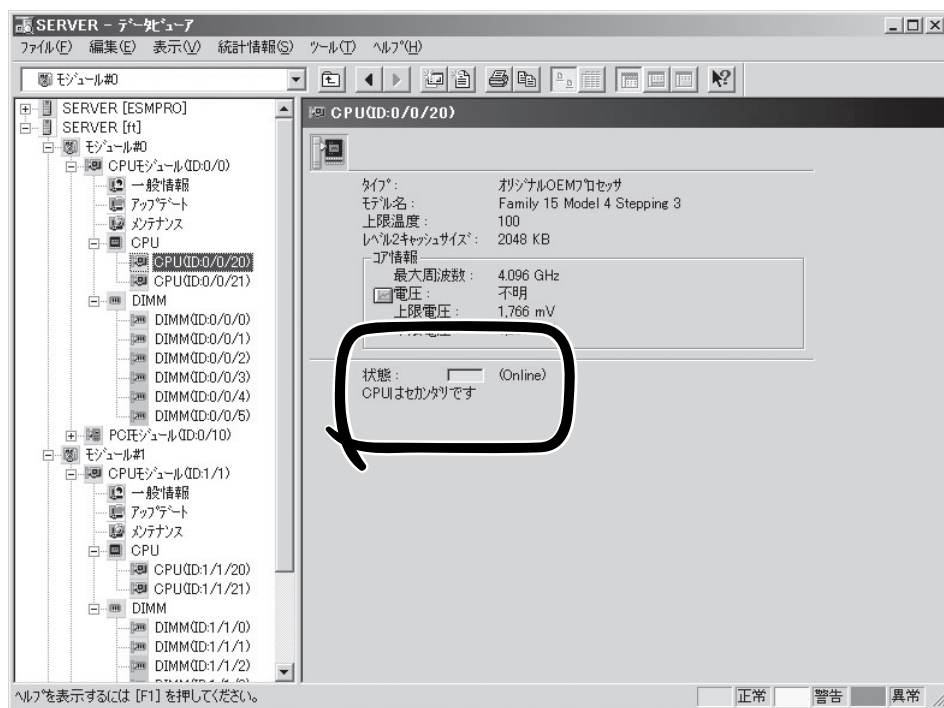 SERVER - データビューア
ファイル(F) 編集(E) 表示(V) 統計情報(S) ツール(T) ヘルプ(H)
モジュール#0
SERVER [ESMPRO]
SERVER [ft]
モジュール#0
CPUモジュール(ID:0/0)
一般情報
アップデート
メンテナンス
CPU
CPU(ID:0/0/20)
CPU(ID:0/0/21)
DIMM
DIMM(ID:0/0/0)
DIMM(ID:0/0/1)
DIMM(ID:0/0/2)
DIMM(ID:0/0/3)
DIMM(ID:0/0/4)
DIMM(ID:0/0/5)
PCIモジュール(ID:0/10)
モジュール#1
CPUモジュール(ID:1/1)
一般情報
アップデート
メンテナンス
CPU
CPU(ID:1/1/20)
CPU(ID:1/1/21)
DIMM
DIMM(ID:1/1/0)
DIMM(ID:1/1/1)
DIMM(ID:1/1/2)
CPU(ID:0/0/20)
タイプ: オリジナルOEMプロセッサ
モデル名: Family 15 Model 4 Stepping 3
上限温度: 100
レベル2キャッシュサイズ: 2048 KB
コア情報
最大周波数: 4.096 GHz
電圧: 不明
上限電圧: 1,766 mV
状態: (Online)
CPUはセカンダリです
ヘルプを表示するには [F1] を押してください。
正常 警告 異常